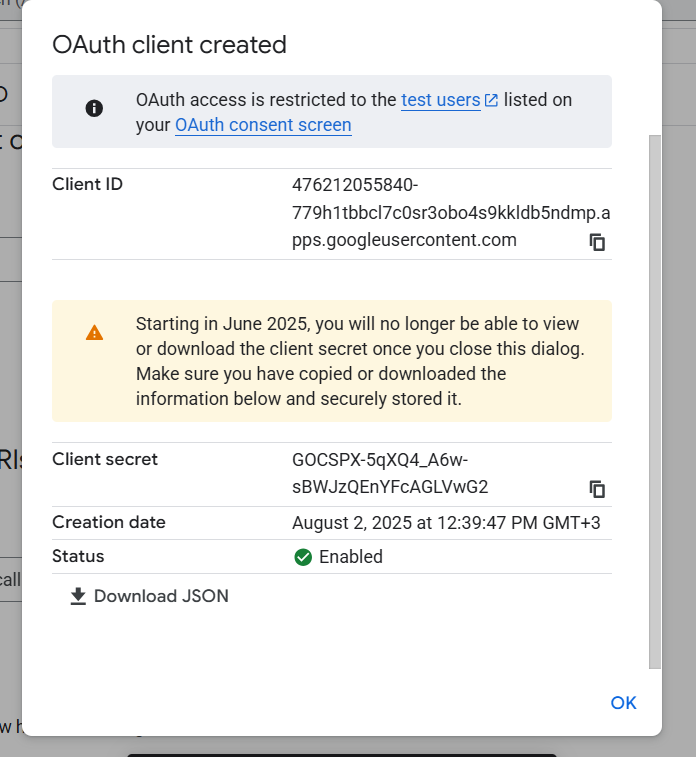 OAuth client created
OAuth access is restricted to the test users listed on
your OAuth consent screen
Client ID
476212055840-
779h1tbbcl7c0sr3obo4s9kkldb5ndmp.a
pps.googleusercontent.com
Starting in June 2025, you will no longer be able to view
or download the client secret once you close this dialog.
Make sure you have copied or downloaded the
information below and securely stored it.
Client secret
GOCSPX-5qXQ4_A6w-
sBWJzQEnYFcAGLVwG2
Creation date
August 2, 2025 at 12:39:47 PM GMT+3
Status
Enabled
Download JSON
OK